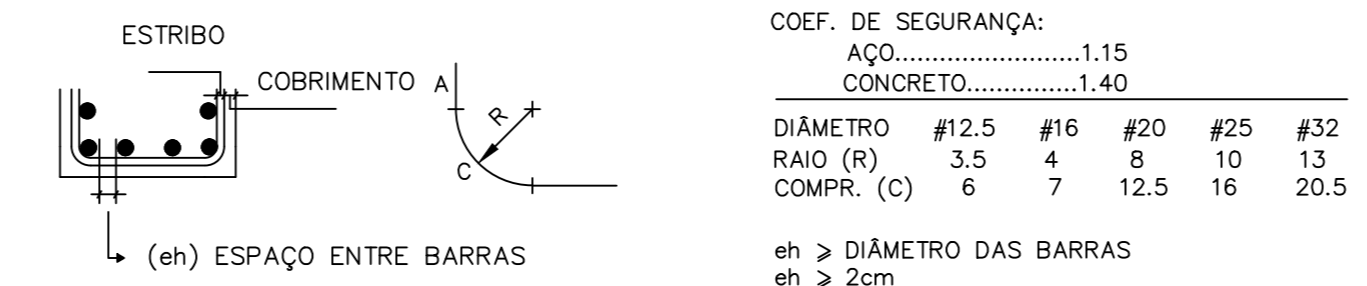 ESTRIBO
COBRIMENTO
A
R
C
(eh) ESPAÇO ENTRE BARRAS
COEF. DE SEGURANÇA:
AÇO........................1.15
CONCRETO...............1.40
DIÂMETRO #12.5 #16 #20 #25 #32
RAIO (R) 3.5 4 8 10 13
COMPR. (C) 6 7 12.5 16 20.5
eh ⩾ DIÂMETRO DAS BARRAS
eh ⩾ 2cm